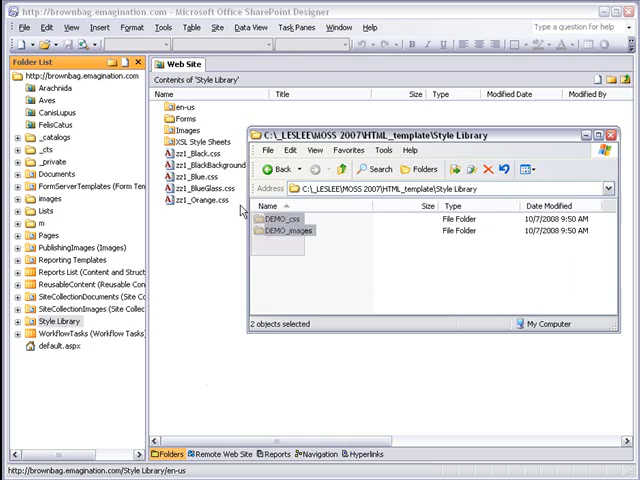 http://brownbag.emagination.com/ - Microsoft Office SharePoint Designer
File Edit View Insert Format Tools Table Site Data View Task Panes Window Help
Type a question for help
Folder List
http://brownbag.emagination.com
Arachnida
Aves
CanisLupus
FelisCatus
_catalogs
_cts
_private
Documents
FormServerTemplates (Form Te
images
Lists
m
Pages
PublishingImages (Images)
Reporting Templates
Reports List (Content and Struct
ReusableContent (Reusable Con
SiteCollectionDocuments (Site C
SiteCollectionImages (Site Colle
Style Library
WorkflowTasks (Workflow Tasks)
default.aspx
Web Site
Contents of 'Style Library'
Name Title Size Type Modified Date Modified By
en-us
Forms
Images
XSL Style Sheets
zz1_Black.css
zz1_BlackBackground
zz1_Blue.css
zz1_BlueGlass.css
zz1_Orange.css
C:\_LESLEE\MOSS 2007\HTML_template\Style Library
File Edit View Favorites Tools Help
Back Search Folders
Address C:\_LESLEE\MOSS 2007\HTML_template\Style Library
Name Size Type Date Modified
DEMO_css File Folder 10/7/2008 9:50 AM
DEMO_images File Folder 10/7/2008 9:50 AM
2 objects selected My Computer
Folders Remote Web Site Reports Navigation Hyperlinks
http://brownbag.emagination.com/Style Library/en-us